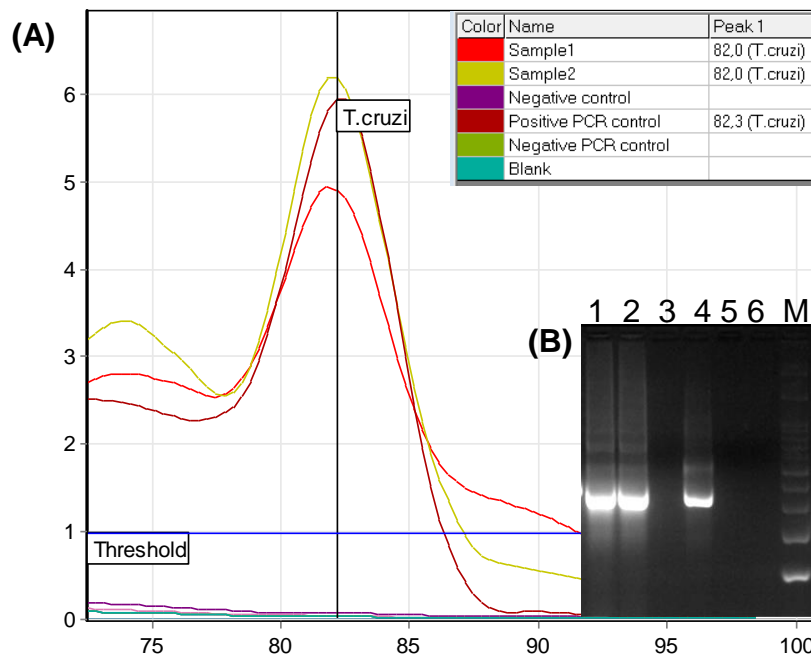 (A)
Color Name Peak 1
Sample1 82,0 (T.cruzi)
Sample2 82,0 (T.cruzi)
Negative control
Positive PCR control 82,3 (T.cruzi)
Negative PCR control
Blank
T.cruzi
6
5
4
3
2
1
0
Threshold
(B)
1 2 3 4 5 6 M
75 80 85 90 95 100